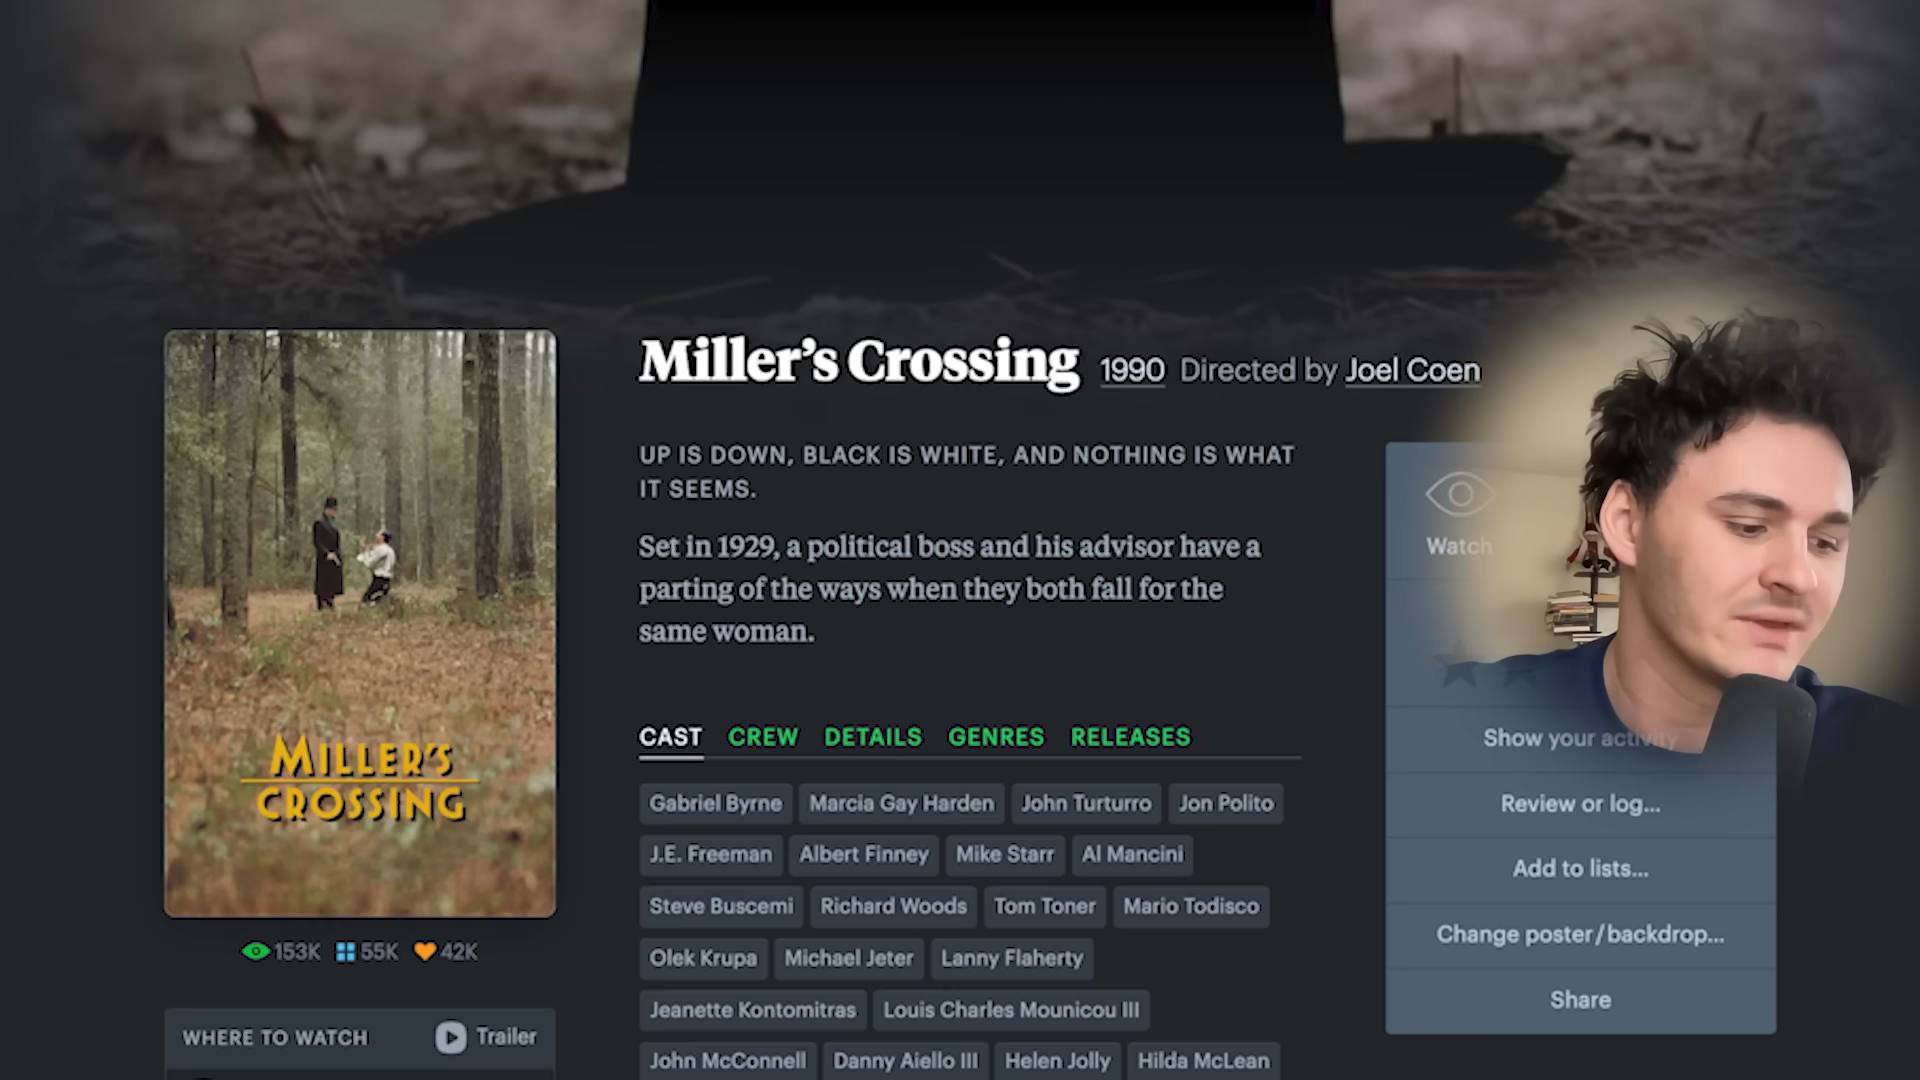 Miller's Crossing 1990 Directed by Joel Coen
UP IS DOWN, BLACK IS WHITE, AND NOTHING IS WHAT
IT SEEMS.
Set in 1929, a political boss and his advisor have a
parting of the ways when they both fall for the
same woman.
MILLER'S
CROSSING
153K 55K 42K
WHERE TO WATCH Trailer
CAST CREW DETAILS GENRES RELEASES
Gabriel Byrne Marcia Gay Harden John Turturro Jon Polito
J.E. Freeman Albert Finney Mike Starr Al Mancini
Steve Buscemi Richard Woods Tom Toner Mario Todisco
Olek Krupa Michael Jeter Lanny Flaherty
Jeanette Kontomitras Louis Charles Mounicou III
John McConnell Danny Aiello III Helen Jolly Hilda McLean
Watch
Show your activity
Review or log...
Add to lists...
Change poster/backdrop...
Share